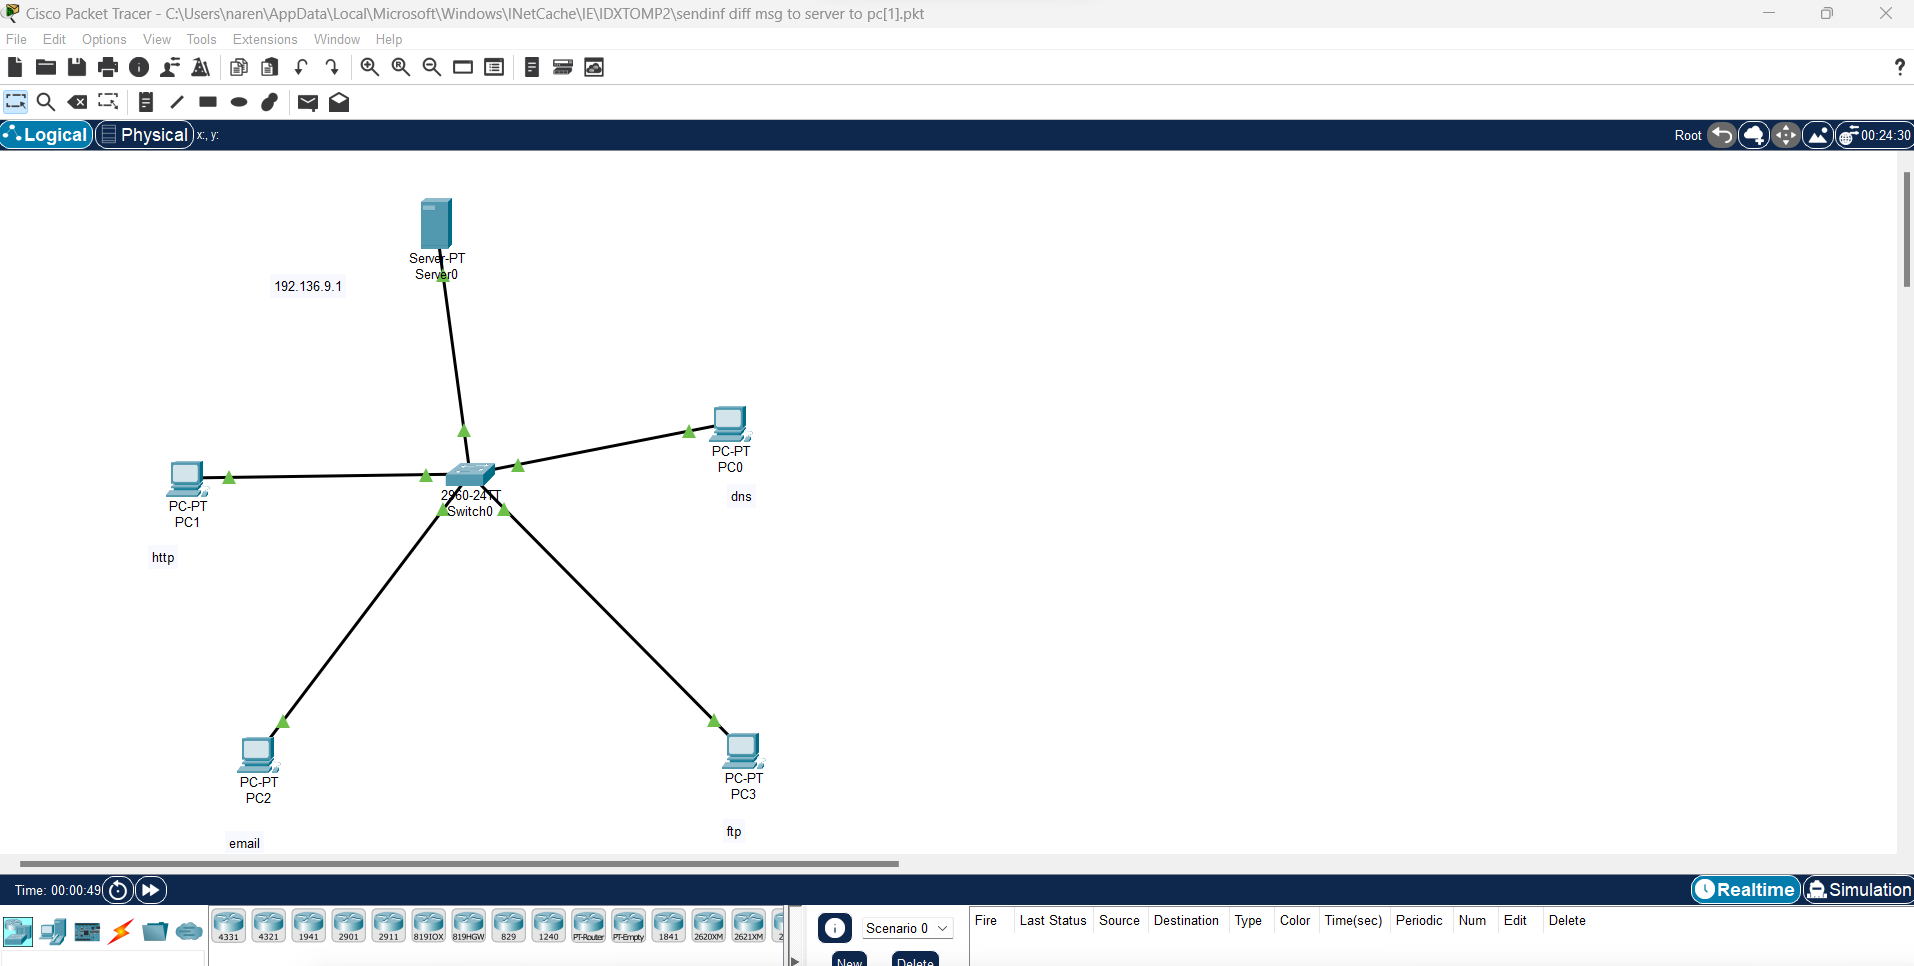 Cisco Packet Tracer - C:\Users\naren\AppData\Local\Microsoft\Windows\INetCache\IE\IDXTOMP2\sendinf diff msg to server to pc[1].pkt
File Edit Options View Tools Extensions Window Help
?
Logical Physical x:, y: Root 00:24:30
Server-PT
Server0
192.136.9.1
PC-PT
PC0
dns
2960-24TT
Switch0
PC-PT
PC1
http
PC-PT
PC2
email
PC-PT
PC3
ftp
Time: 00:00:49 Realtime Simulation
4331 4321 1941 2901 2911 819IOX 819HGW 829 1240 PT-Router PT-Empty 1841 2620XM 2621XM 2
Scenario 0
New Delete
Fire Last Status Source Destination Type Color Time(sec) Periodic Num Edit Delete